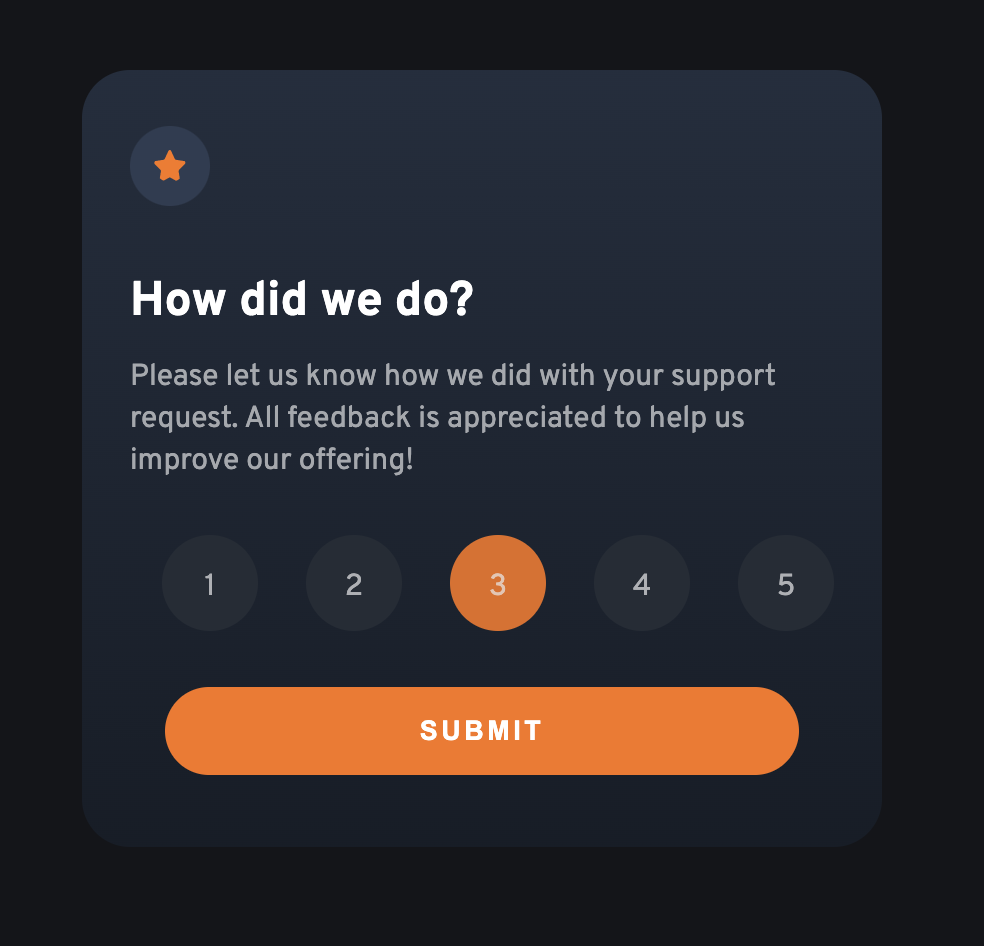 How did we do?
Please let us know how we did with your support
request. All feedback is appreciated to help us
improve our offering!
1 2 3 4 5
SUBMIT